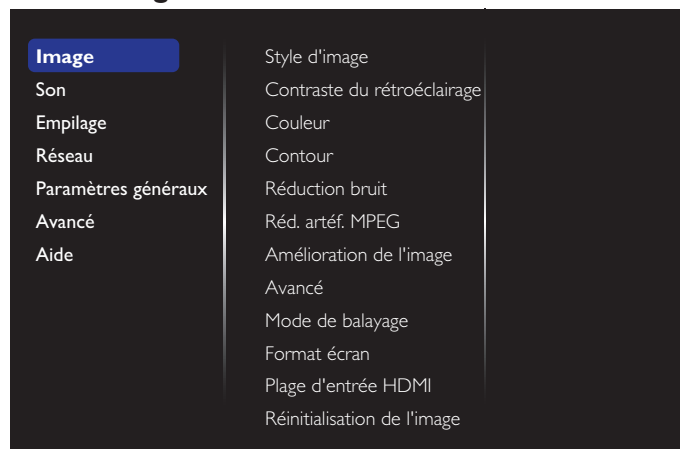 Image
Son
Empilage
Réseau
Paramètres généraux
Avancé
Aide
Style d'image
Contraste du rétroéclairage
Couleur
Contour
Réduction bruit
Réd. artéf. MPEG
Amélioration de l'image
Avancé
Mode de balayage
Format écran
Plage d'entrée HDMI
Réinitialisation de l'image